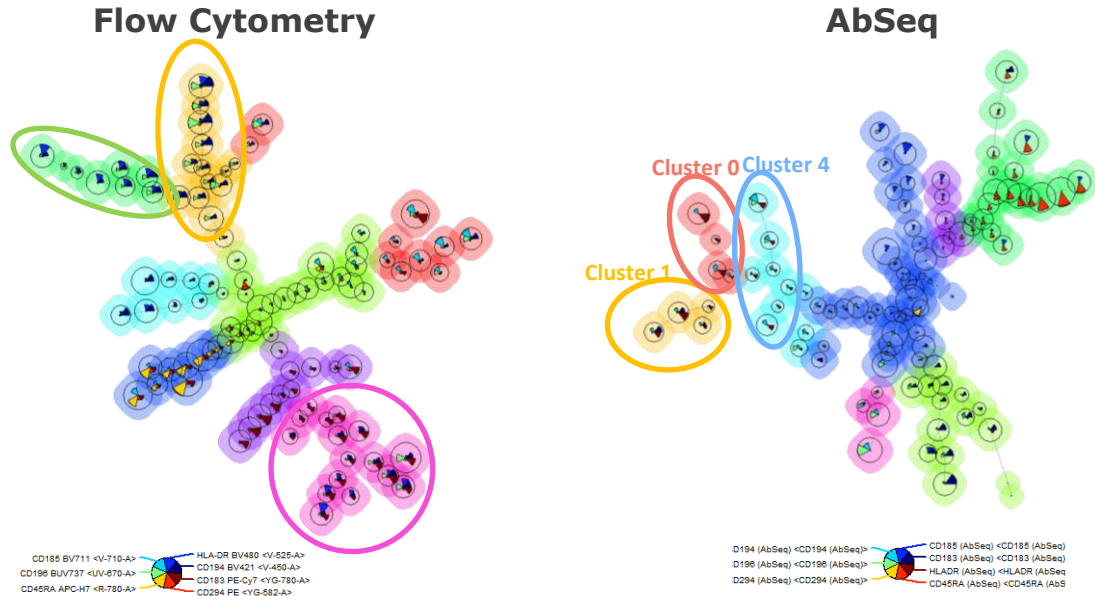 Flow Cytometry
AbSeq
Cluster 0
Cluster 4
Cluster 1
CD185 BV711 <V-710-A>
CD196 BUV737 <UV-670-A>
CD45RA APC-H7 <R-780-A>
HLA-DR BV480 <V-525-A>
CD194 BV421 <V-450-A>
CD183 PE-Cy7 <YG-780-A>
CD294 PE <YG-582-A>
D194 (AbSeq) <CD194 (AbSeq)>
D196 (AbSeq) <CD196 (AbSeq)>
D294 (AbSeq) <CD294 (AbSeq)>
CD185 (AbSeq) <CD185 (AbSeq)
CD183 (AbSeq) <CD183 (AbSeq)
HLADR (AbSeq) <HLADR (AbSeq)
CD45RA (AbSeq) <CD45RA (AbS